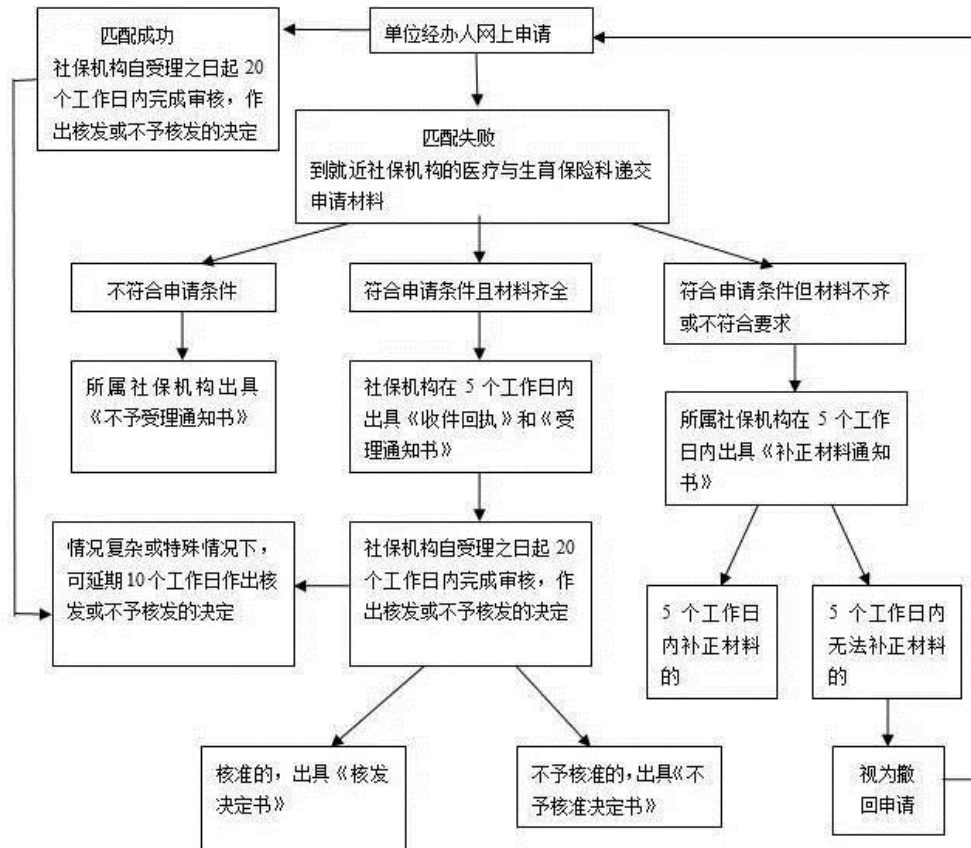 单位经办人网上申请
匹配成功
社保机构自受理之日起 20
个工作日内完成审核，作
出核发或不予核发的决定
匹配失败
到就近社保机构的医疗与生育保险科递交
申请材料
不符合申请条件
符合申请条件且材料齐全
符合申请条件但材料不齐
或不符合要求
所属社保机构出具
《不予受理通知书》
社保机构在 5 个工作日内
出具《收件回执》和《受
理通知书》
所属社保机构在 5 个工作
日内出具《补正材料通知
书》
情况复杂或特殊情况下，
可延期 10 个工作日作出核
发或不予核发的决定
社保机构自受理之日起 20
个工作日内完成审核，作
出核发或不予核发的决定
5 个工作日
内补正材料
的
5 个工作日内
无法补正材料
的
核准的，出具《核发
决定书》
不予核准的，出具《不
予核准决定书》
视为撤
回申请